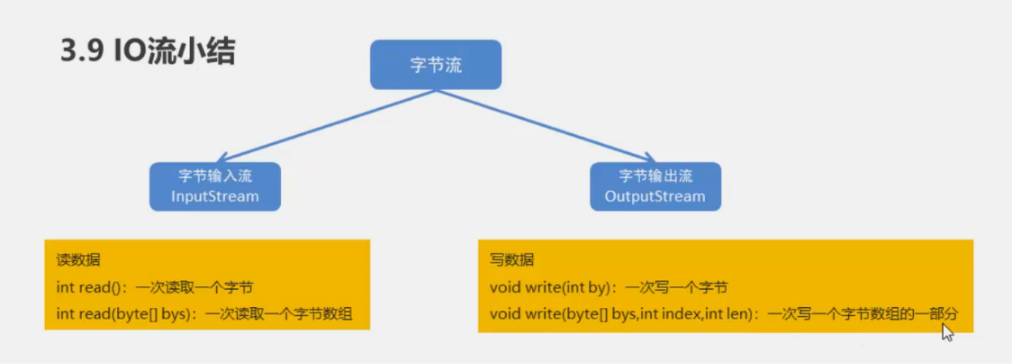 3.9 IO流小结
字节流
字节输入流
InputStream
字节输出流
OutputStream
读数据
int read()：一次读取一个字节
int read(byte[] bys)：一次读取一个字节数组
写数据
void write(int by)：一次写一个字节
void write(byte[] bys,int index,int len)：一次写一个字节数组的一部分